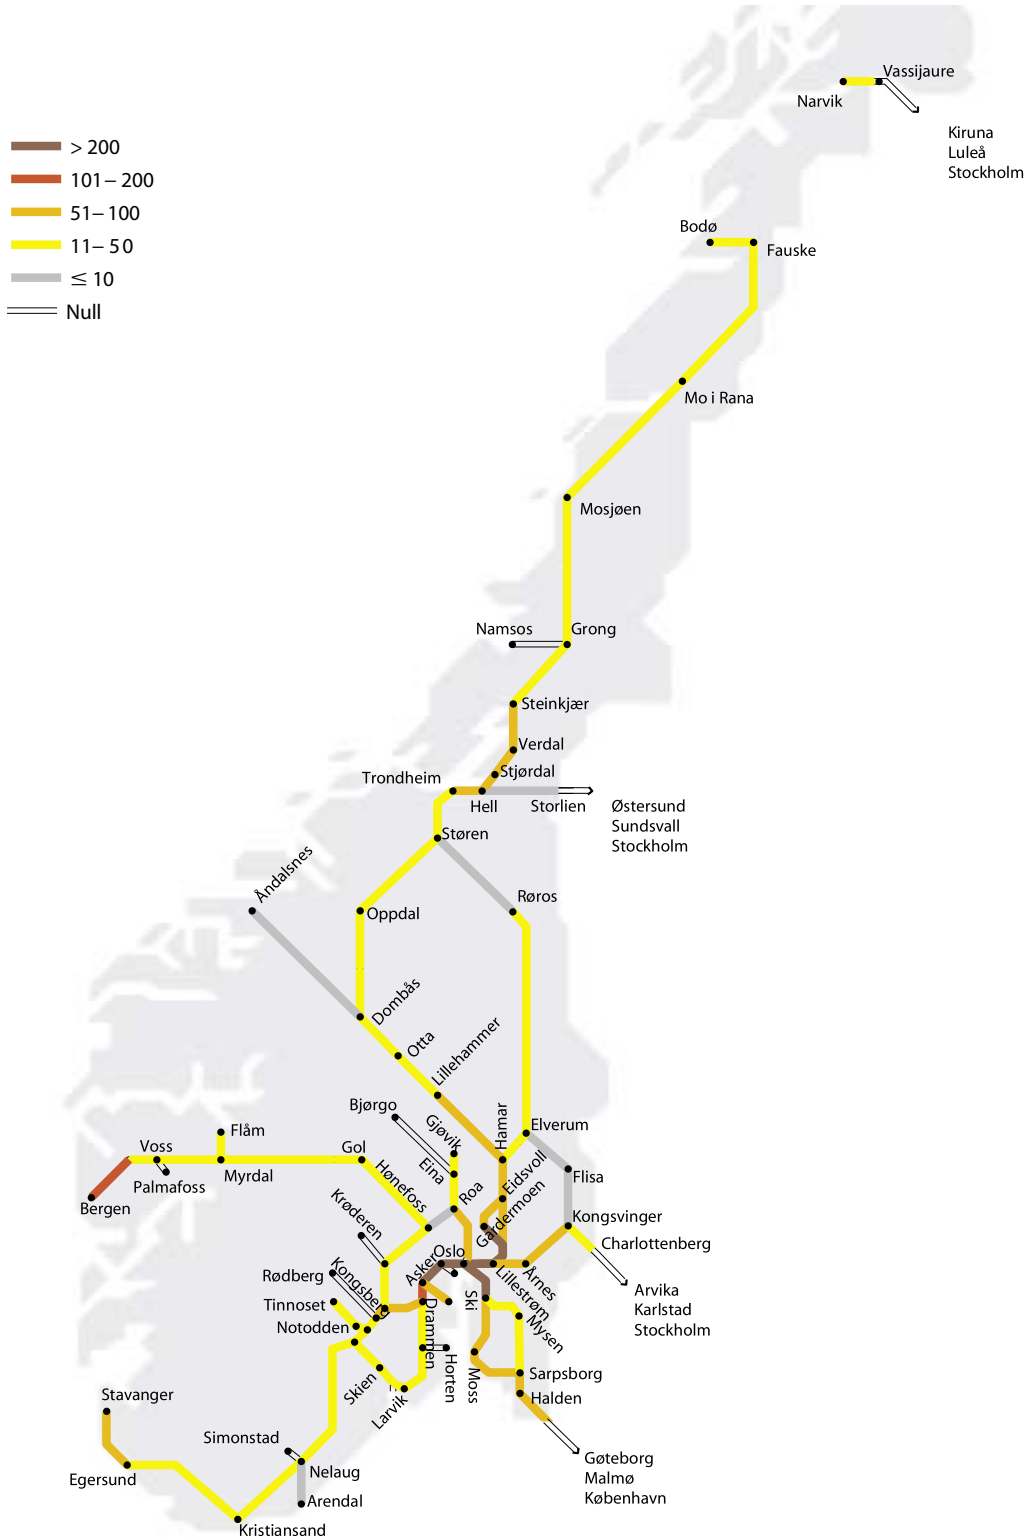 Vassijaure
Narvik
Kiruna
Luleå
Stockholm
> 200
101 – 200
51 – 100
11 – 50
≤ 10
Null
Bodø
Fauske
Mo i Rana
Mosjøen
Namsos
Grong
Steinkjær
Verdal
Stjørdal
Trondheim
Hell
Storlien
Østersund
Sundsvall
Stockholm
Støren
Åndalsnes
Røros
Oppdal
Dombås
Otta
Lillehammer
Bjørgo
Gjøvik
Eina
Hamar
Elverum
Flåm
Voss
Gol
Myrdal
Palmafoss
Bergen
Hønefoss
Roa
Eidsvoll
Gardermoen
Flisa
Kongsvinger
Charlottenberg
Krøderen
Oslo
Asker
Lillestrøm
Årnes
Arvika
Karlstad
Stockholm
Rødberg
Kongsberg
Tinnoset
Notodden
Drammen
Ski
Mysen
Horten
Moss
Skien
Larvik
Sarpsborg
Halden
Stavanger
Simonstad
Nelaug
Egersund
Arendal
Kristiansand
Gøteborg
Malmø
København